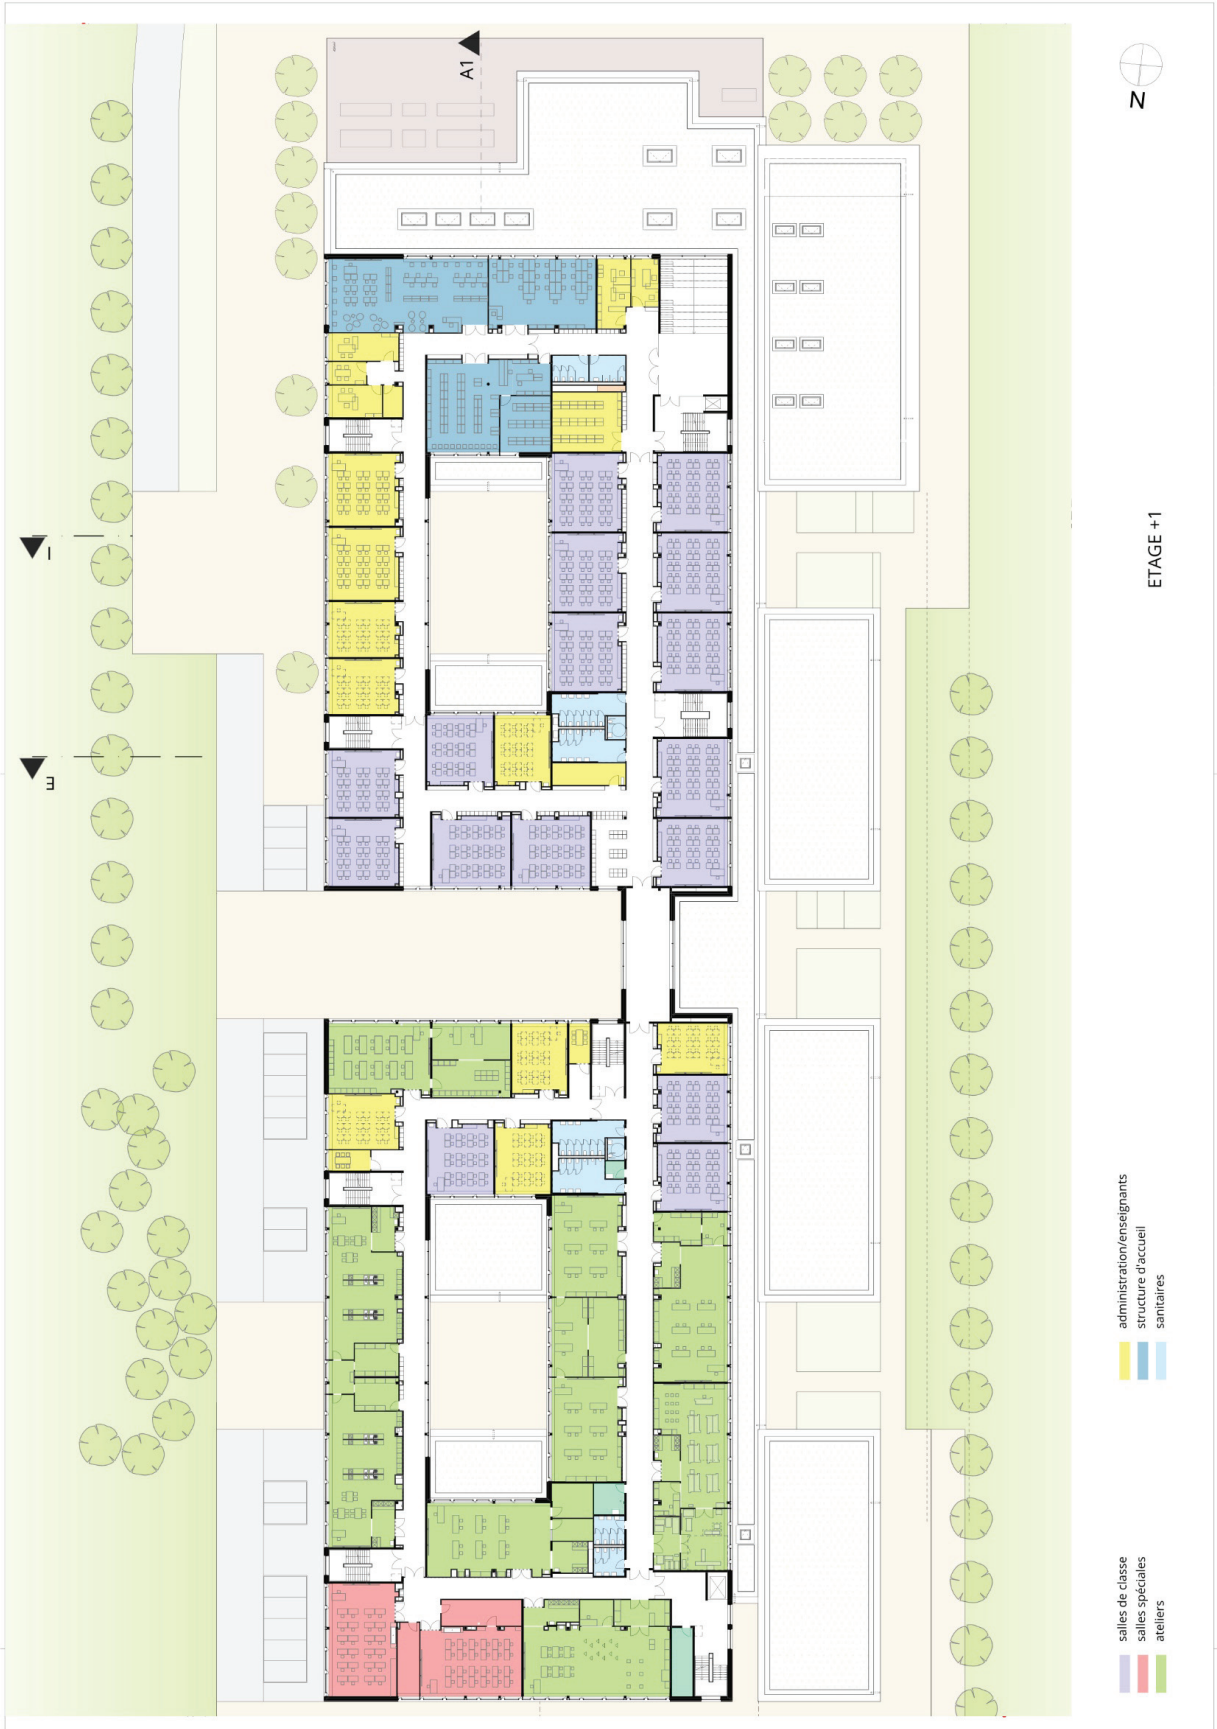 A1
N
I
E
ETAGE +1
salles de classe
salles spéciales
ateliers
administration/enseignants
structure d'accueil
sanitaires